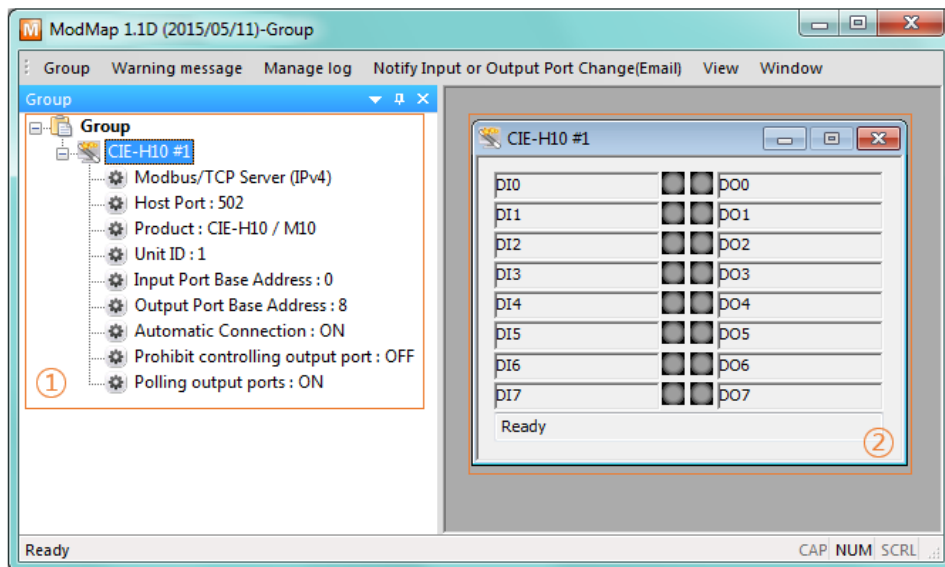 ModMap 1.1D (2015/05/11)-Group
Group Warning message Manage log Notify Input or Output Port Change(Email) View Window
Group
Group
CIE-H10 #1
Modbus/TCP Server (IPv4)
Host Port : 502
Product : CIE-H10 / M10
Unit ID : 1
Input Port Base Address : 0
Output Port Base Address : 8
Automatic Connection : ON
Prohibit controlling output port : OFF
Polling output ports : ON
①
CIE-H10 #1
DI0 DO0
DI1 DO1
DI2 DO2
DI3 DO3
DI4 DO4
DI5 DO5
DI6 DO6
DI7 DO7
Ready
②
Ready CAP NUM SCRL